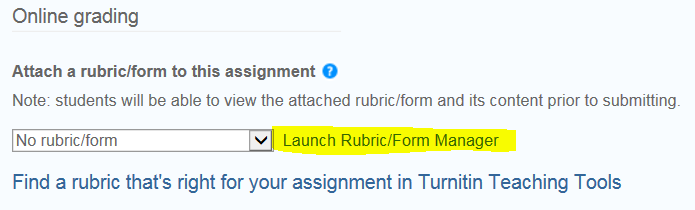 Online grading
Attach a rubric/form to this assignment ?
Note: students will be able to view the attached rubric/form and its content prior to submitting.
No rubric/form Launch Rubric/Form Manager
Find a rubric that's right for your assignment in Turnitin Teaching Tools